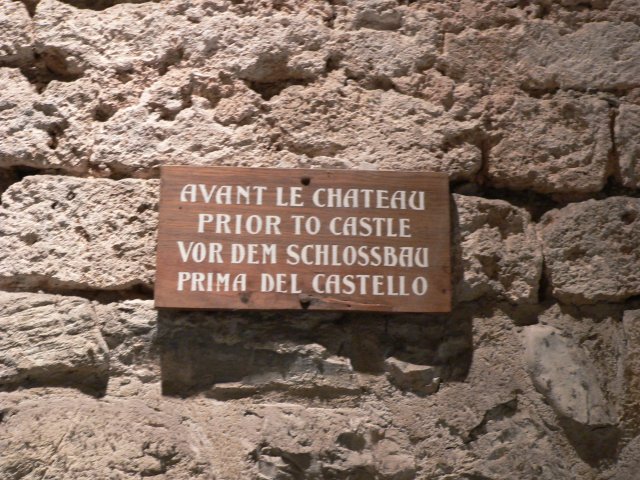 AVANT LE CHATEAU
PRIOR TO CASTLE
VOR DEM SCHLOSSBAU
PRIMA DEL CASTELLO